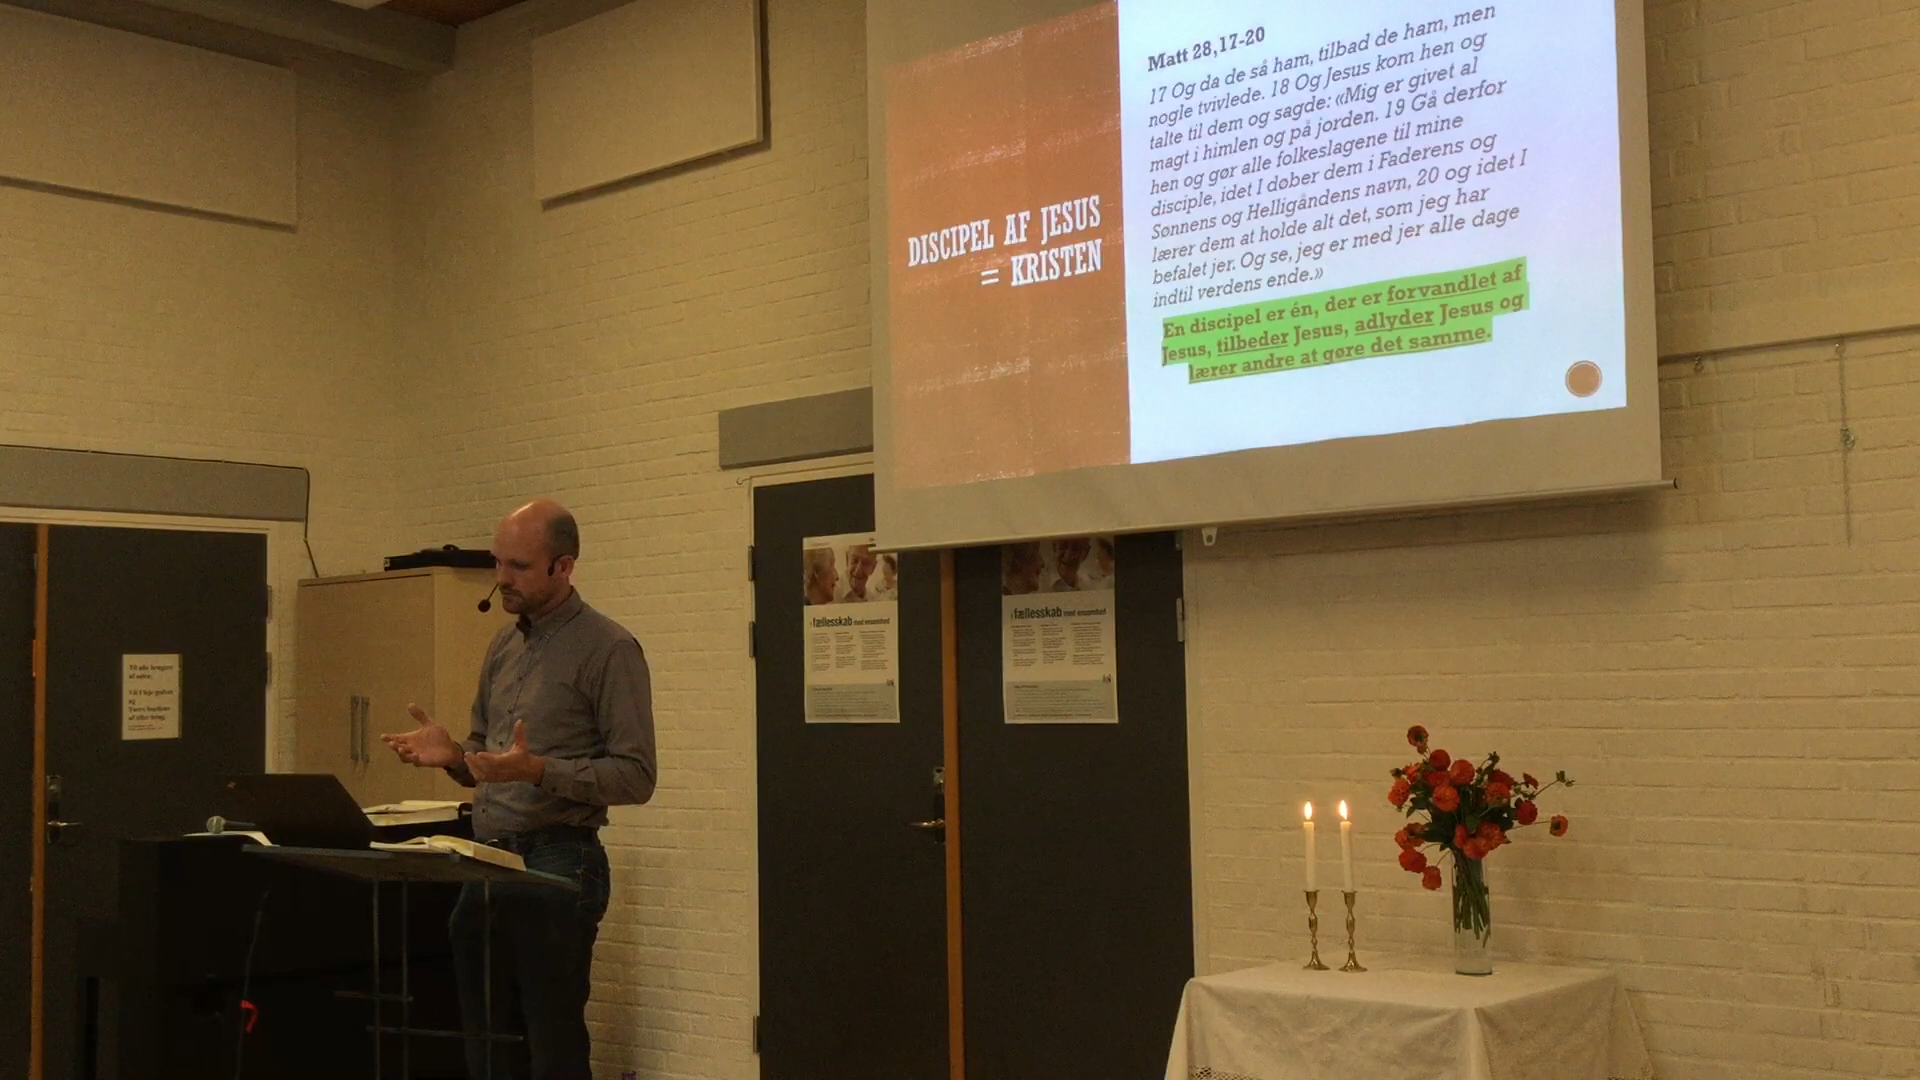 DISCIPEL AF JESUS
= KRISTEN
Matt 28,17-20
17 Og da de så ham, tilbad de ham, men
nogle tvivlede. 18 Og Jesus kom hen og
talte til dem og sagde: «Mig er givet al
magt i himlen og på jorden. 19 Gå derfor
hen og gør alle folkeslagene til mine
disciple, idet I døber dem i Faderens og
Sønnens og Helligåndens navn, 20 og idet I
lærer dem at holde alt det, som jeg har
befalet jer. Og se, jeg er med jer alle dage
indtil verdens ende.»
En discipel er én, der er forvandlet af
Jesus, tilbeder Jesus, adlyder Jesus og
lærer andre at gøre det samme.
i fællesskab mod ensomhed
i fællesskab mod ensomhed
Til alle brugere